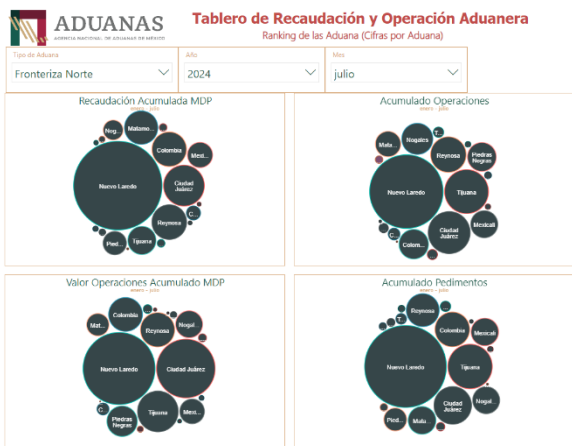 ADUANAS
AGENCIA NACIONAL DE ADUANAS DE MÉXICO
Tablero de Recaudación y Operación Aduanera
Ranking de las Aduana (Cifras por Aduana)
Tipo de Aduana
Fronteriza Norte
Año
2024
Mes
julio
Recaudación Acumulada MDP
enero - julio
Nog...
Matamo...
Colombia
Mexi...
Nuevo Laredo
Ciudad
Juárez
C...
Reynosa
Pied...
Tijuana
Acumulado Operaciones
enero - julio
Mata...
Nogales
T...
Reynosa
Piedras
Negras
Nuevo Laredo
Tijuana
C...
Colom...
Ciudad
Juárez
Mexicali
Valor Operaciones Acumulado MDP
enero - julio
Mat...
Colombia
...
Reynosa
Nogal...
...
Nuevo Laredo
Ciudad Juárez
C...
Piedras
Negras
Tijuana
Mexi...
Acumulado Pedimentos
enero - julio
T...
Reynosa
...
Colombia
Mexicali
Nuevo Laredo
Tijuana
Pied...
Mata...
Ciudad
Juárez
Nogal...